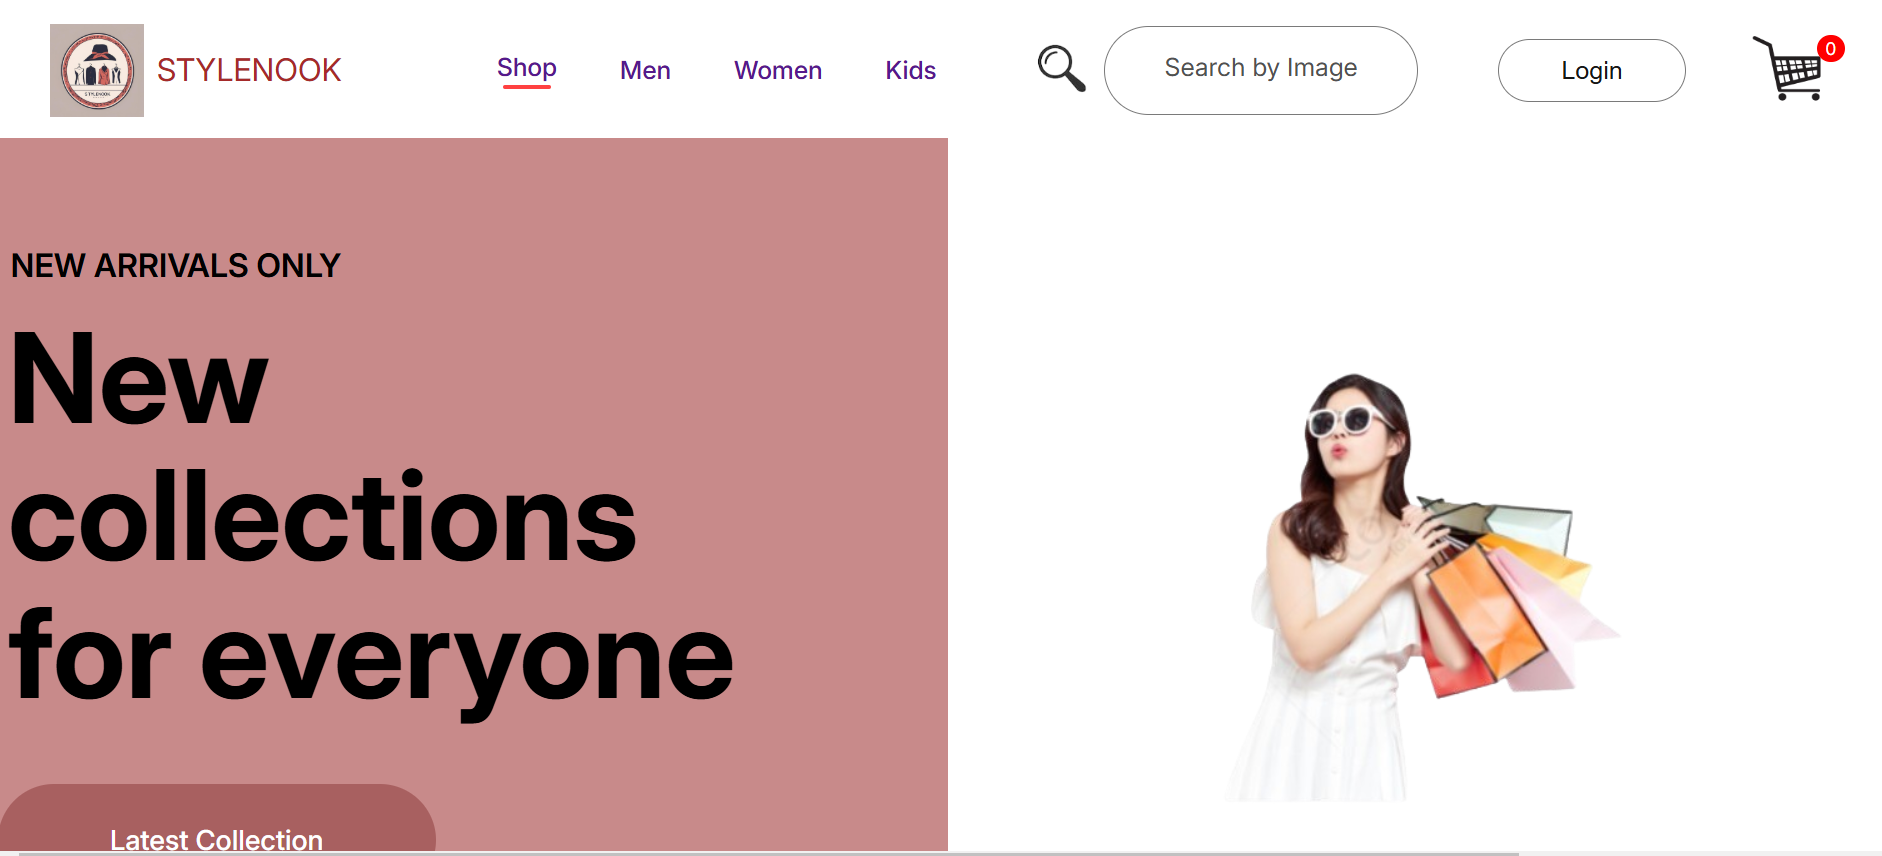 STYLENOOK
STYLENOOK
Shop
Men
Women
Kids
Search by Image
Login
0
NEW ARRIVALS ONLY
New
collections
for everyone
Latest Collection